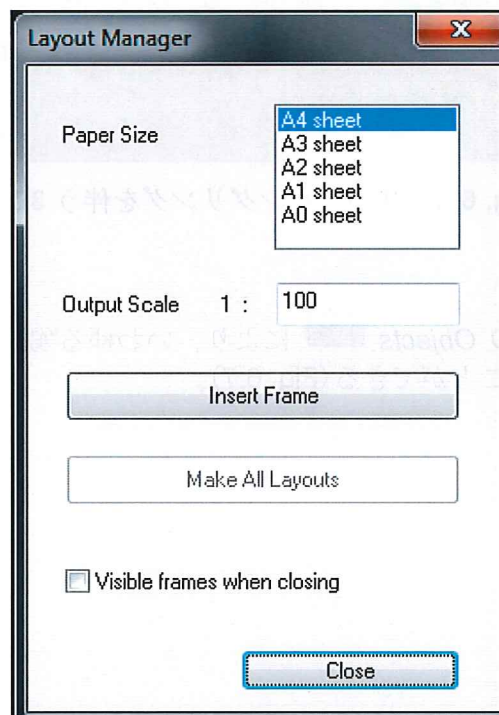 Layout Manager
Paper Size
A4 sheet
A3 sheet
A2 sheet
A1 sheet
A0 sheet
Output Scale 1 : 100
Insert Frame
Make All Layouts
Visible frames when closing
Close